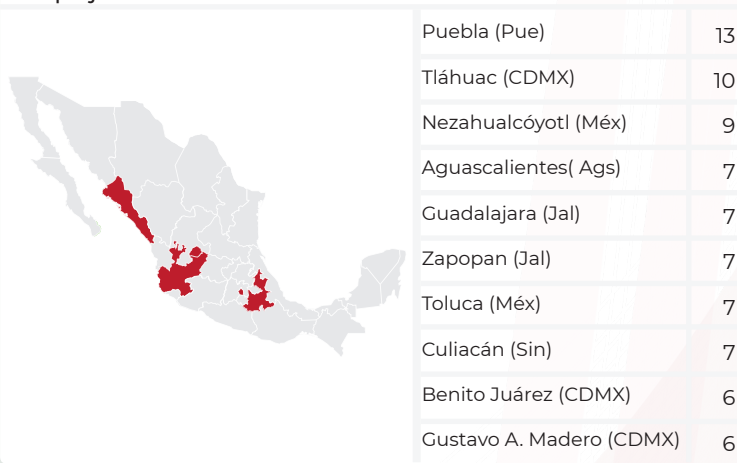 Puebla (Pue) 13
Tláhuac (CDMX) 10
Nezahualcóyotl (Méx) 9
Aguascalientes( Ags) 7
Guadalajara (Jal) 7
Zapopan (Jal) 7
Toluca (Méx) 7
Culiacán (Sin) 7
Benito Juárez (CDMX) 6
Gustavo A. Madero (CDMX) 6